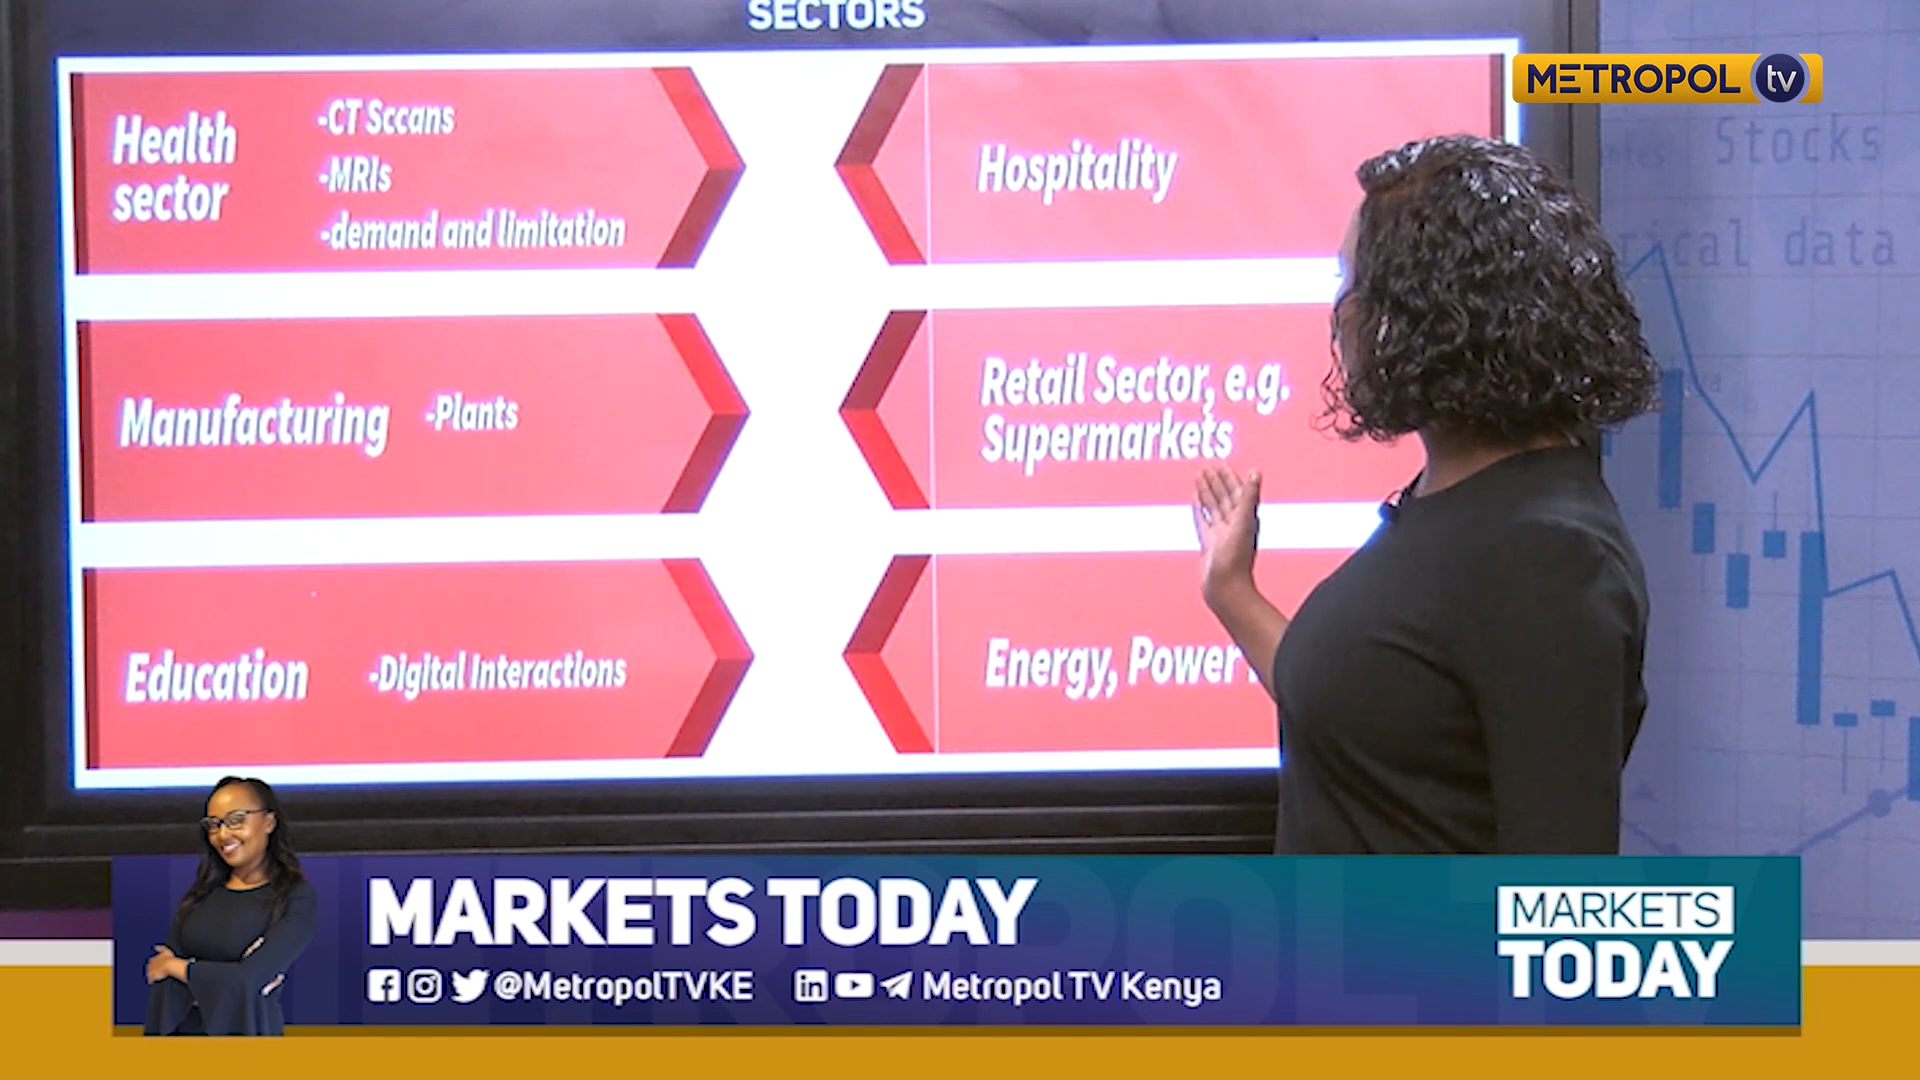 SECTORS
METROPOL tv
Health
sector
-CT Sccans
-MRIs
-demand and limitation
Hospitality
Stocks
data
Manufacturing
-Plants
Retail Sector, e.g.
Supermarkets
Education
-Digital Interactions
Energy, Power
MARKETS TODAY
@MetropolTVKE
Metropol TV Kenya
MARKETS
TODAY